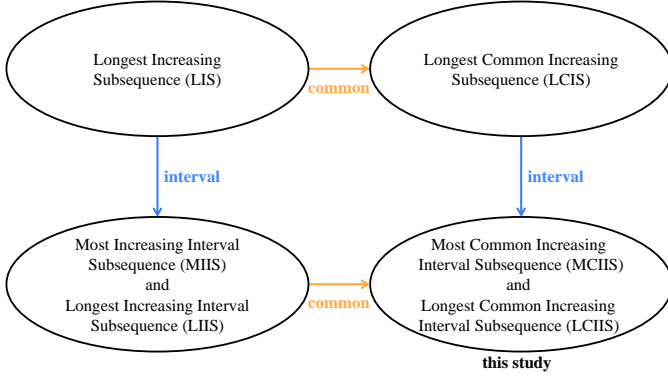 Longest Increasing
Subsequence (LIS)
common
Longest Common Increasing
Subsequence (LCIS)
interval
interval
Most Increasing Interval
Subsequence (MIIS)
and
Longest Increasing Interval
Subsequence (LIIS)
common
Most Common Increasing
Interval Subsequence (MCIIS)
and
Longest Common Increasing
Interval Subsequence (LCIIS)
this study